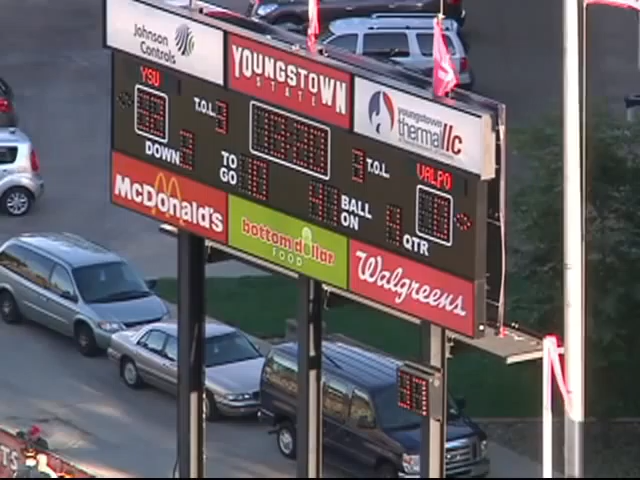 Johnson Controls
YOUNGSTOWN
STATE
youngstown
thermal llc
YSU
T.O.L
T.O.L
VALPO
DOWN
TO
GO
BALL
ON
QTR
McDonald's
bottom dollar
FOOD
Walgreens